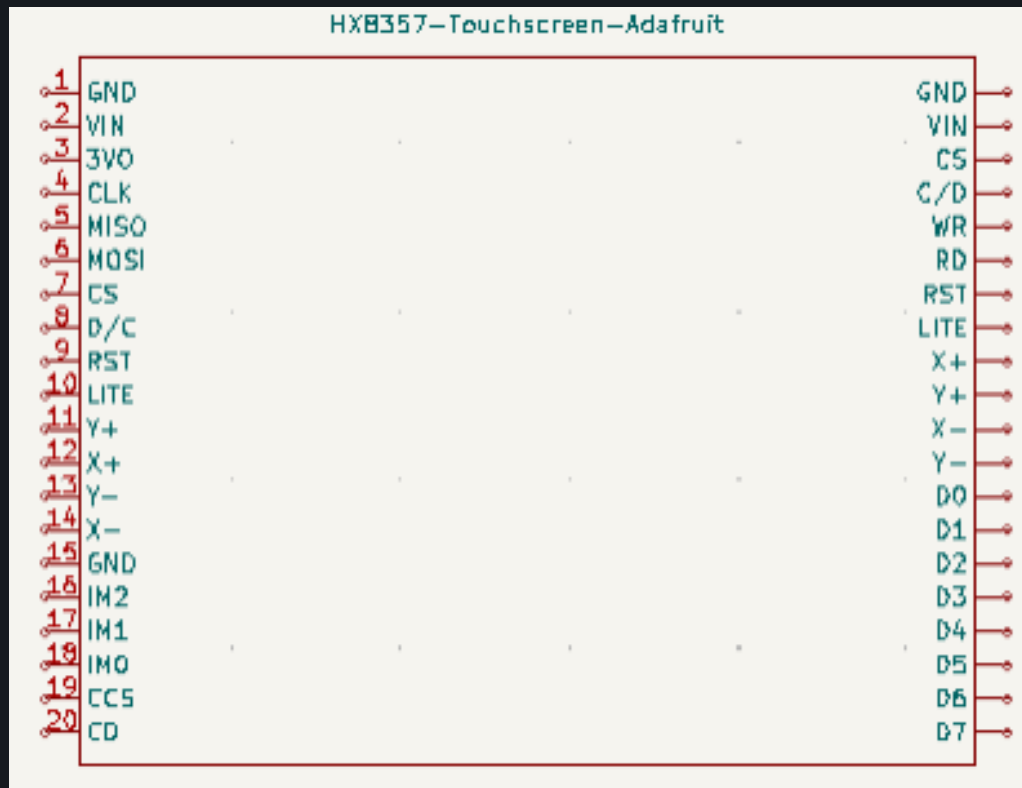 HX8357-Touchscreen-Adafruit
1 GND GND
2 VIN VIN
3 3VO CS
4 CLK C/D
5 MISO WR
6 MOSI RD
7 CS RST
8 D/C LITE
9 RST X+
10 LITE Y+
11 Y+ X-
12 X+ Y-
13 Y- D0
14 X- D1
15 GND D2
16 IM2 D3
17 IM1 D4
18 IM0 D5
19 CCS D6
20 CD D7